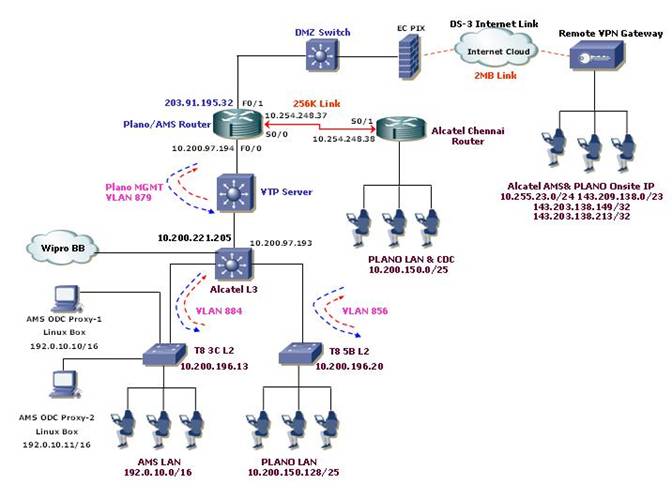 DS-3 Internet Link
EC PIX
DMZ Switch
Remote VPN Gateway
Internet Cloud
2MB Link
203.91.195.32
F0/1
256K Link
10.254.248.37
Plano/AMS Router
S0/0
S0/1
Alcatel Chennai
Router
10.254.248.38
10.200.97.194
F0/0
Plano MGMT
VLAN 879
VTP Server
Alcatel AMS& PLANO Onsite IP
10.255.23.0/24 143.209.138.0/23
143.203.138.149/32
143.203.138.213/32
10.200.221.205
10.200.97.193
Wipro BB
PLANO LAN & CDC
10.200.150.0/25
Alcatel L3
VLAN 884
VLAN 856
AMS ODC Proxy-1
Linux Box
192.0.10.10/16
T8 3C L2
10.200.196.13
T8 5B L2
10.200.196.20
AMS ODC Proxy-2
Linux Box
192.0.10.11/16
AMS LAN
192.0.10.0/16
PLANO LAN
10.200.150.128/25